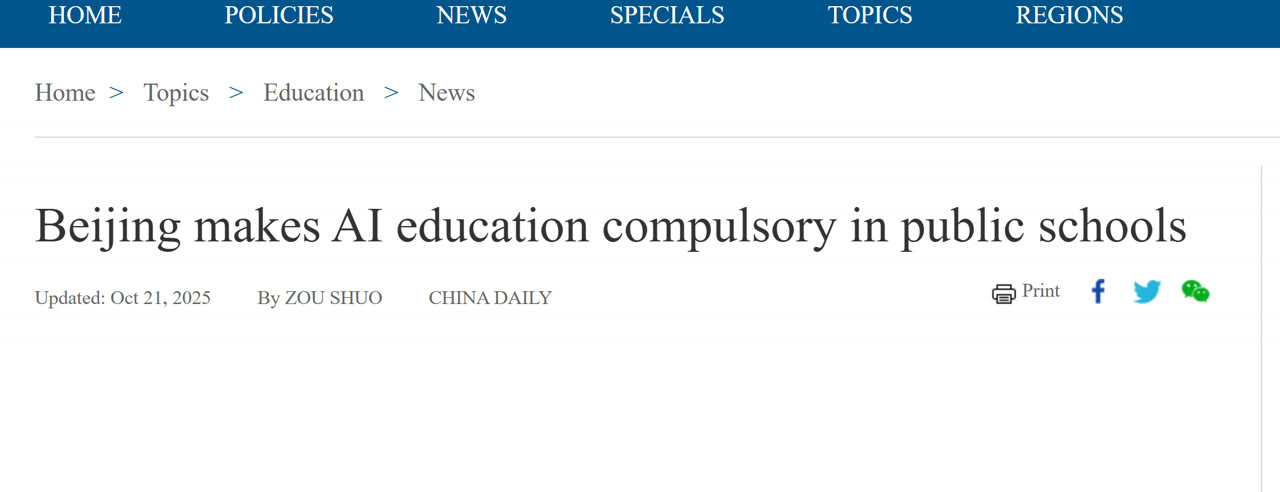 HOME POLICIES NEWS SPECIALS TOPICS REGIONS
Home > Topics > Education > News
Beijing makes AI education compulsory in public schools
Updated: Oct 21, 2025 By ZOU SHUO CHINA DAILY Print